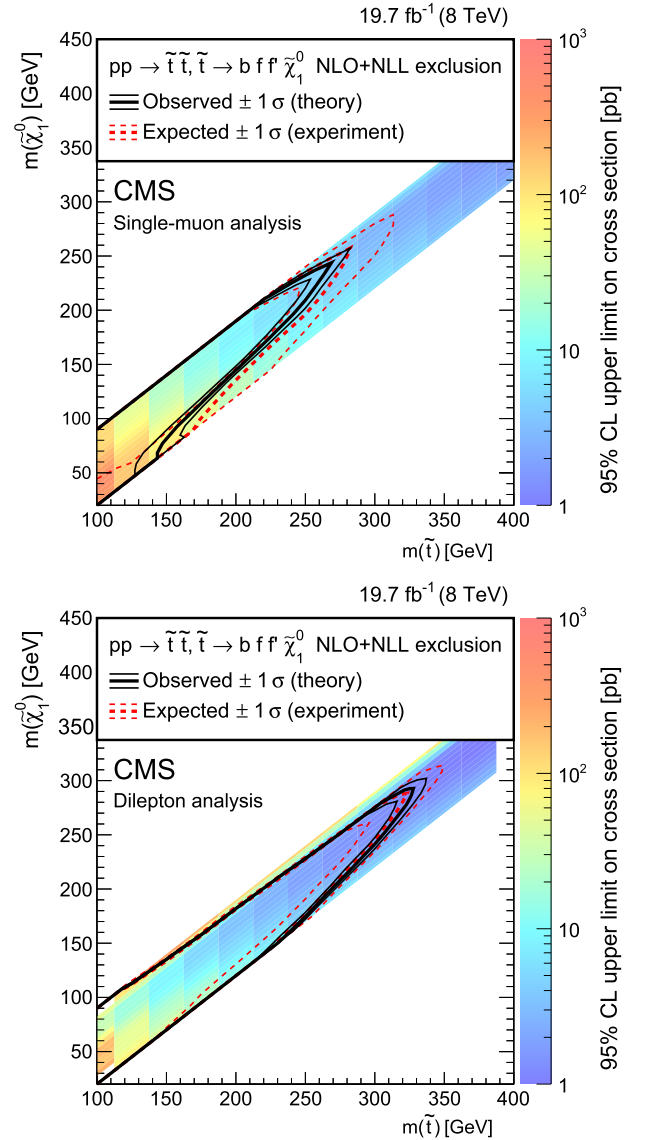 19.7 fb⁻¹ (8 TeV)
pp → t̃ t̃, t̃ → b f f' χ̃₁⁰ NLO+NLL exclusion
Observed ± 1 σ (theory)
Expected ± 1 σ (experiment)
CMS
Single-muon analysis
m(χ̃₁⁰) [GeV]
450
400
350
300
250
200
150
100
50
100 150 200 250 300 350 400
m(t̃) [GeV]
10³
10²
10
1
95% CL upper limit on cross section [pb]
19.7 fb⁻¹ (8 TeV)
pp → t̃ t̃, t̃ → b f f' χ̃₁⁰ NLO+NLL exclusion
Observed ± 1 σ (theory)
Expected ± 1 σ (experiment)
CMS
Dilepton analysis
m(χ̃₁⁰) [GeV]
450
400
350
300
250
200
150
100
50
100 150 200 250 300 350 400
m(t̃) [GeV]
10³
10²
10
1
95% CL upper limit on cross section [pb]